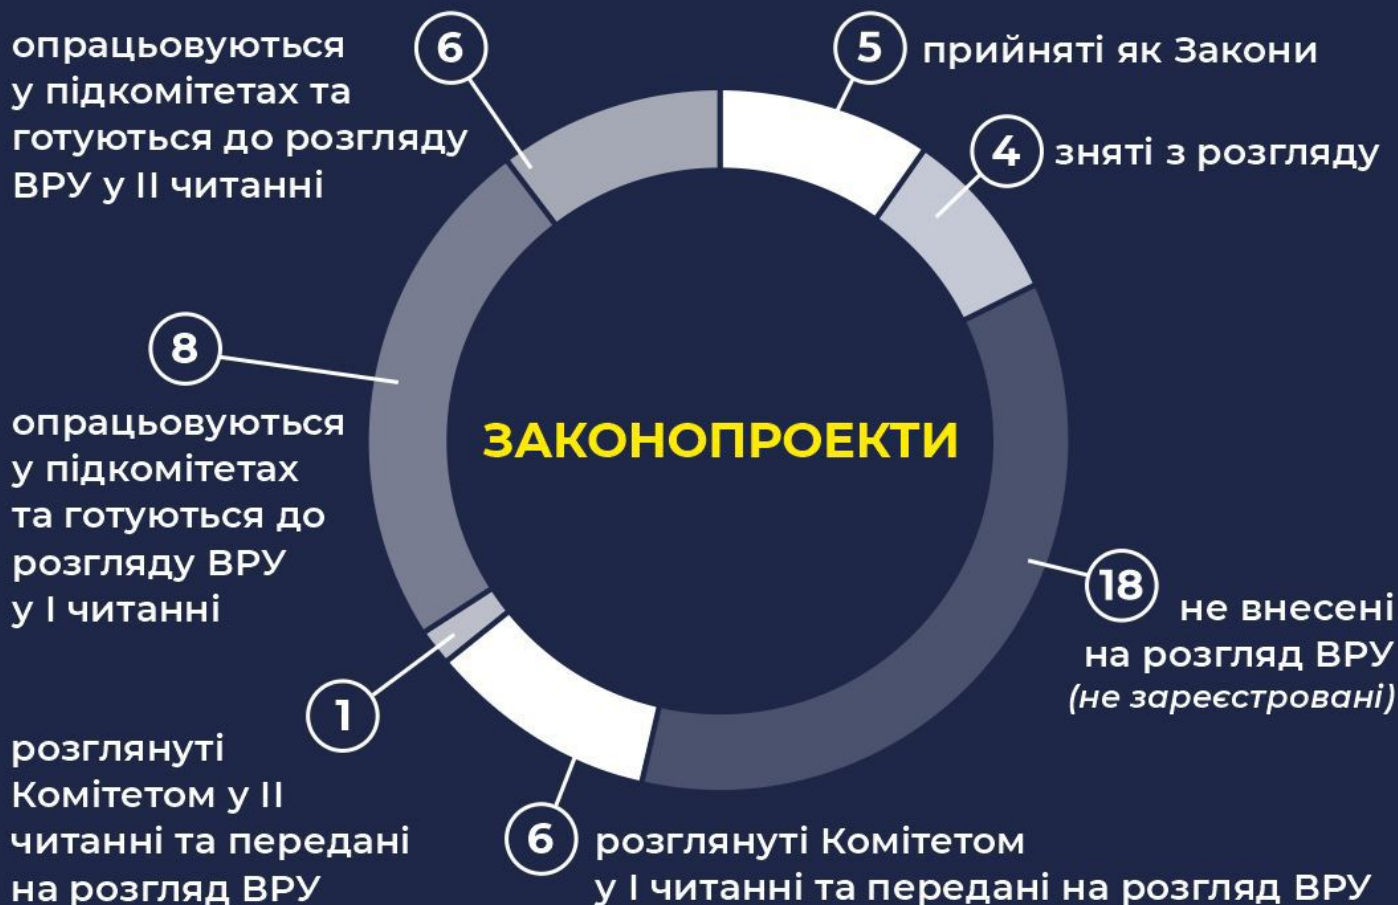 опрацьовуються
у підкомітетах та
готуються до розгляду
ВРУ у II читанні
6
5
прийняті як Закони
4
зняті з розгляду
8
опрацьовуються
у підкомітетах
та готуються до
розгляду ВРУ
у I читанні
ЗАКОНОПРОЕКТИ
18
не внесені
на розгляд ВРУ
(не зареєстровані)
1
розглянуті
Комітетом у II
читанні та передані
на розгляд ВРУ
6
розглянуті Комітетом
у I читанні та передані на розгляд ВРУ